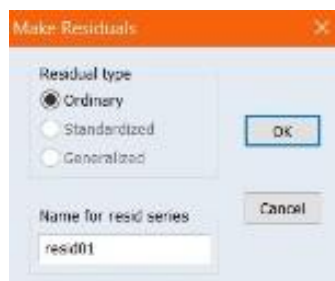 Make Residuals
Residual type
Ordinary
Standardized
Generalized
OK
Name for resid series
resid01
Cancel